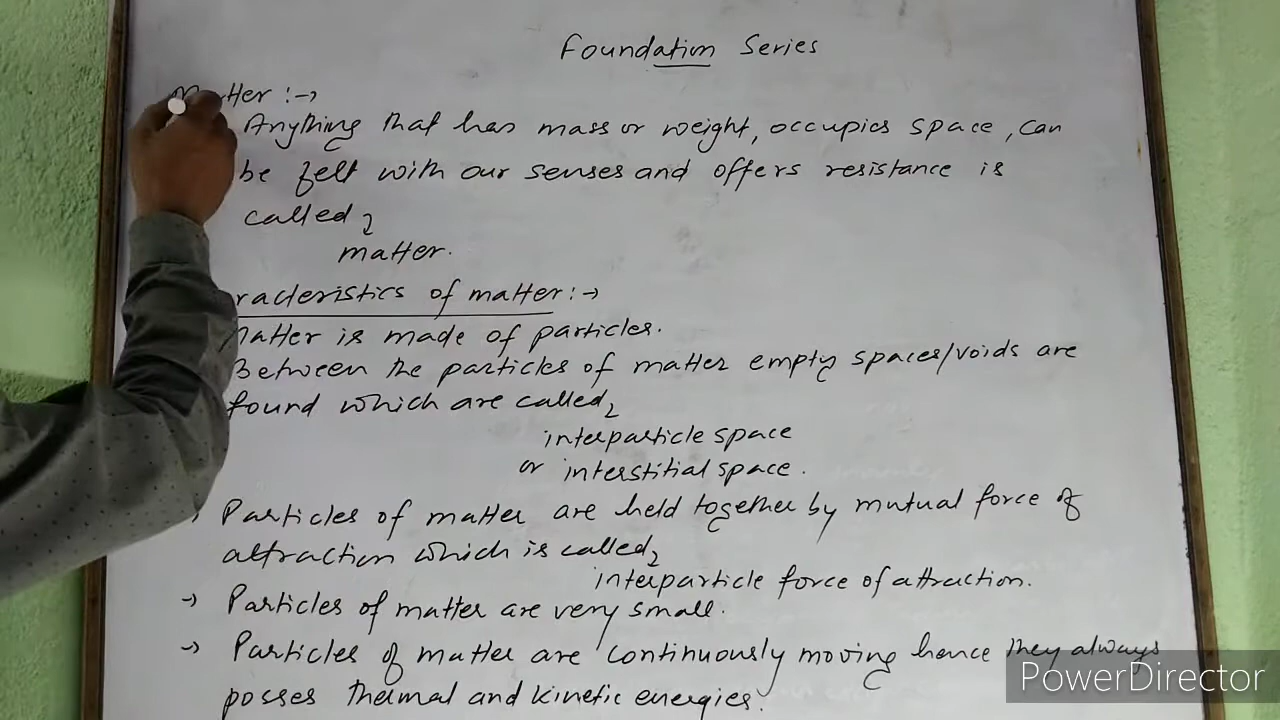 Foundation Series
Matter :→
Anything that has mass or weight, occupies space, can
be felt with our senses and offers resistance is
called,
matter.
racteristics of matter :→
Matter is made of particles.
Between the particles of matter empty spaces/voids are
found which are called,
interparticle space
or interstitial space.
Particles of matter are held together by mutual force of
attraction which is called,
interparticle force of attraction.
→ Particles of matter are very small.
→ Particles of matter are continuously moving hence they always
posses thermal and kinetic energies.
PowerDirector